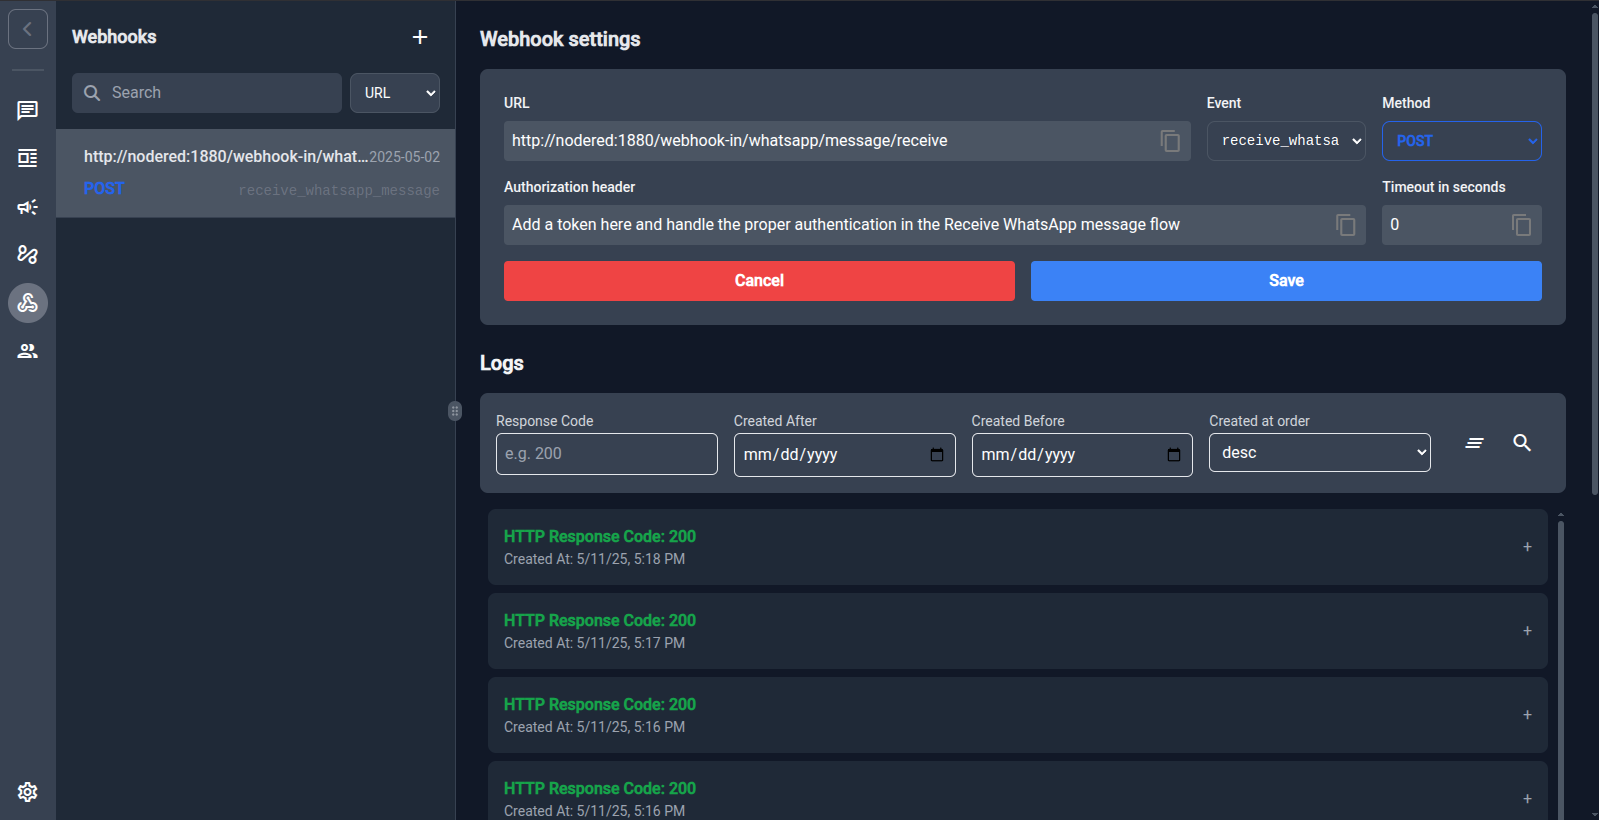 Webhooks
+
Search
URL
http://nodered:1880/webhook-in/what... 2025-05-02
POST receive_whatsapp_message
Webhook settings
URL Event Method
http://nodered:1880/webhook-in/whatsapp/message/receive receive_whatsa POST
Authorization header Timeout in seconds
Add a token here and handle the proper authentication in the Receive WhatsApp message flow 0
Cancel Save
Logs
Response Code Created After Created Before Created at order
e.g. 200 mm/dd/yyyy mm/dd/yyyy desc
HTTP Response Code: 200
Created At: 5/11/25, 5:18 PM +
HTTP Response Code: 200
Created At: 5/11/25, 5:17 PM +
HTTP Response Code: 200
Created At: 5/11/25, 5:16 PM +
HTTP Response Code: 200
Created At: 5/11/25, 5:16 PM +